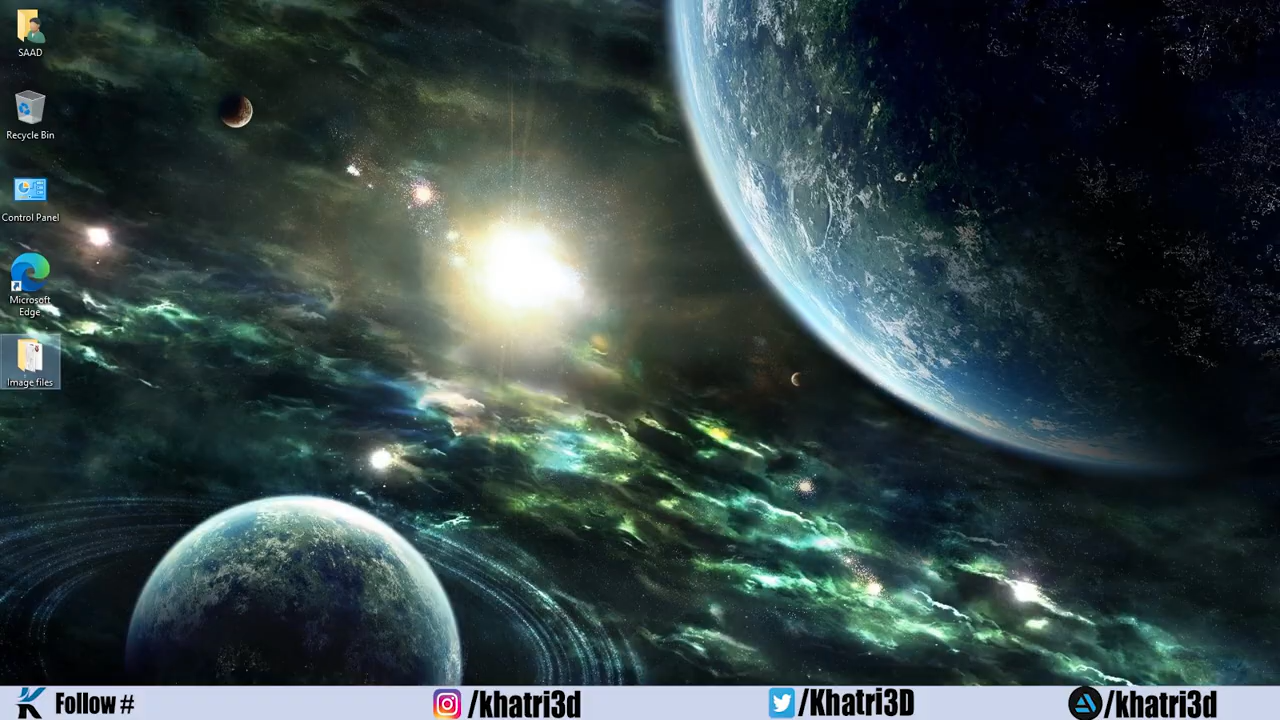 SAAD
Recycle Bin
Control Panel
Microsoft
Edge
Image files
Follow #
/khatri3d
/Khatri3D
/khatri3d